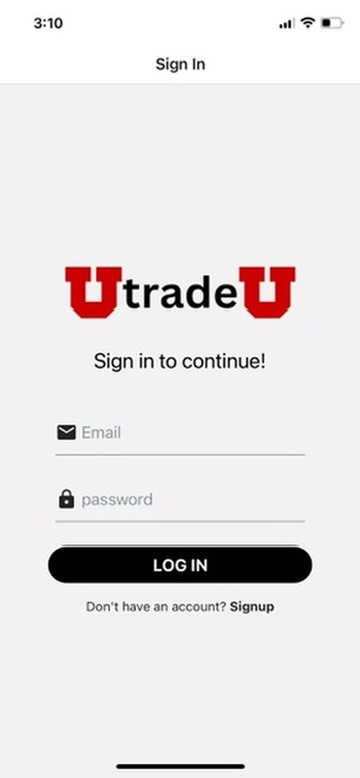 3:10
Sign In
UtradeU
Sign in to continue!
Email
password
LOG IN
Don't have an account? Signup